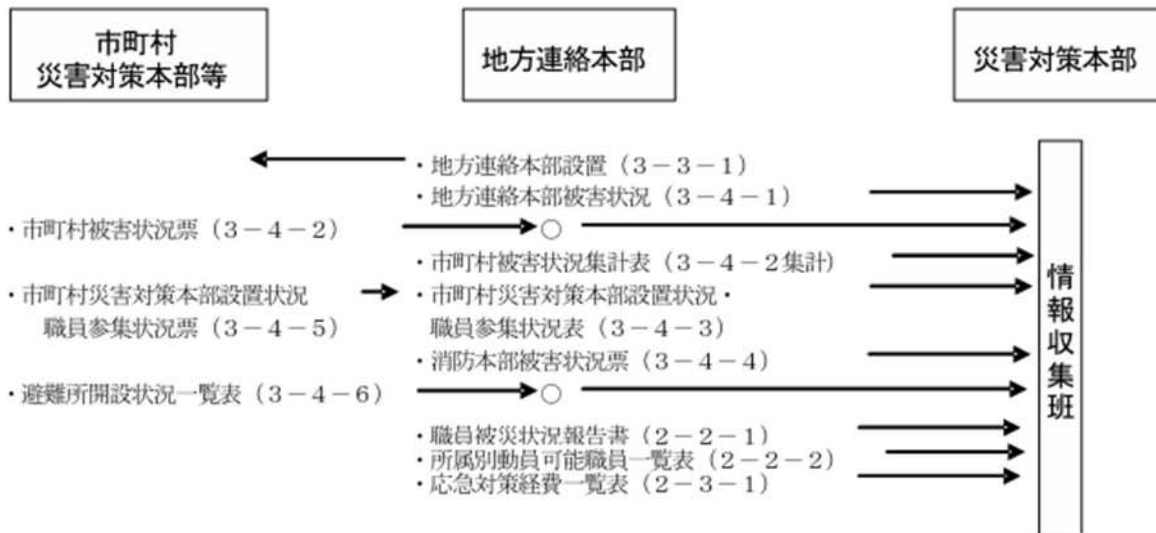 市町村
災害対策本部等
地方連絡本部
災害対策本部
・地方連絡本部設置（３－３－１）
・地方連絡本部被害状況（３－４－１）
・市町村被害状況票（３－４－２）
○
・市町村被害状況集計表（３－４－２集計）
・市町村災害対策本部設置状況
職員参集状況票（３－４－５）
・市町村災害対策本部設置状況・
職員参集状況表（３－４－３）
・消防本部被害状況票（３－４－４）
・避難所開設状況一覧表（３－４－６）
○
・職員被災状況報告書（２－２－１）
・所属別動員可能職員一覧表（２－２－２）
・応急対策経費一覧表（２－３－１）
情報収集班